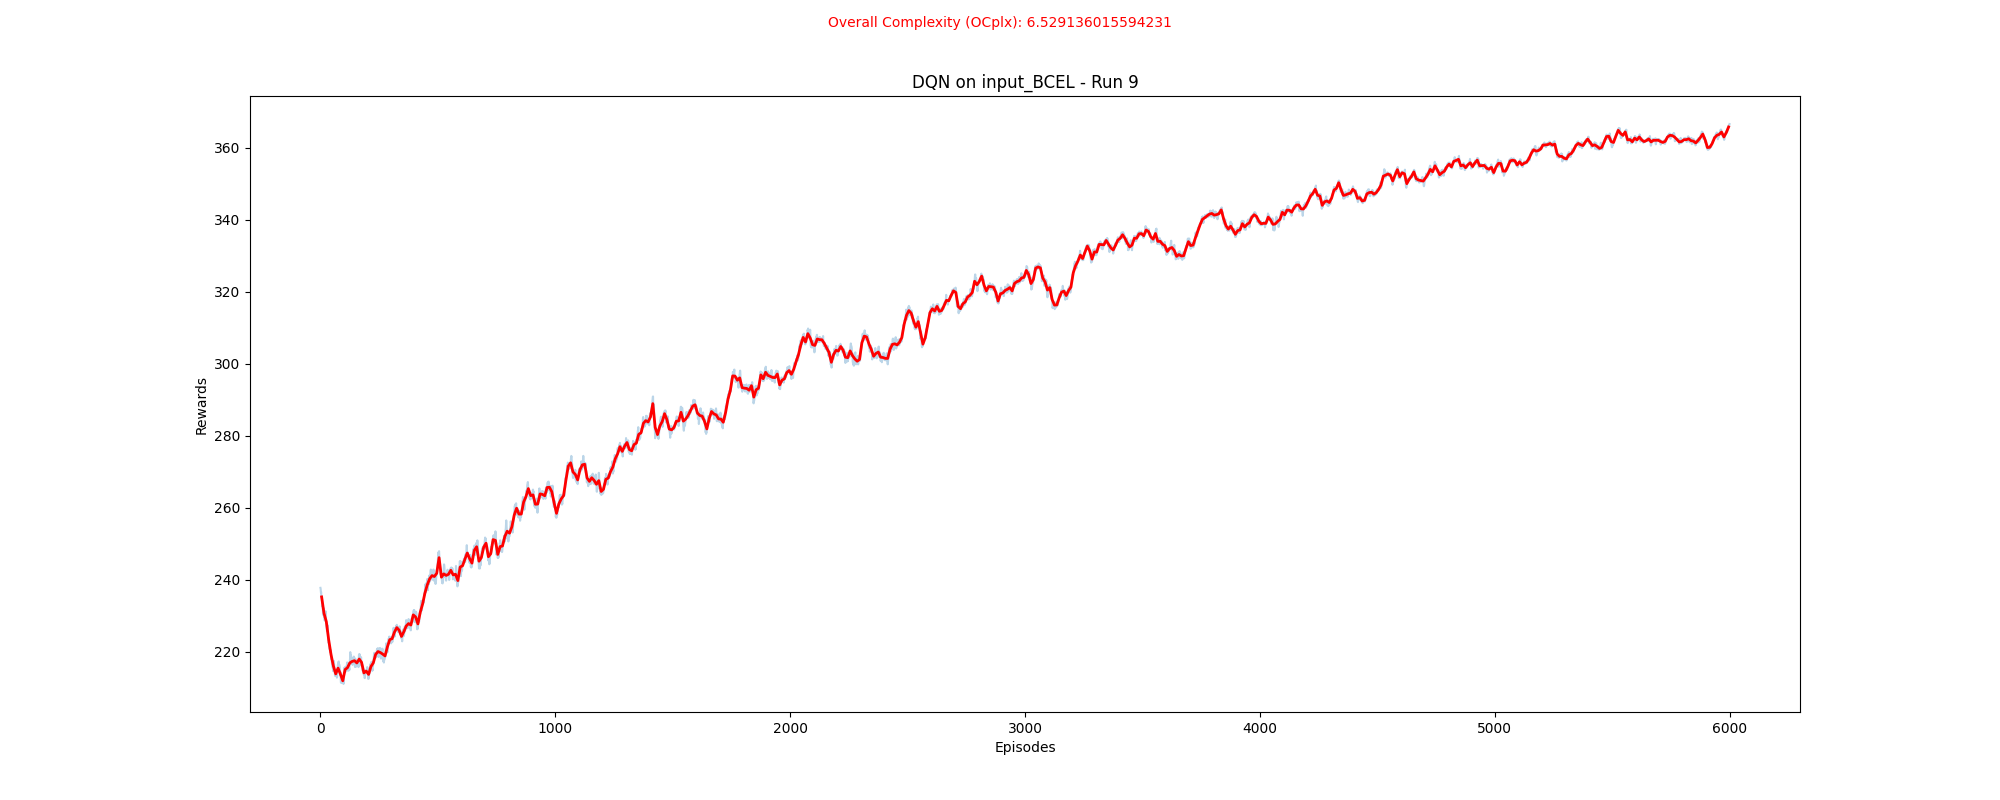 Overall Complexity (OCplx): 6.529136015594231
DQN on input_BCEL - Run 9
360
340
320
300
280
260
240
220
Rewards
0 1000 2000 3000 4000 5000 6000
Episodes